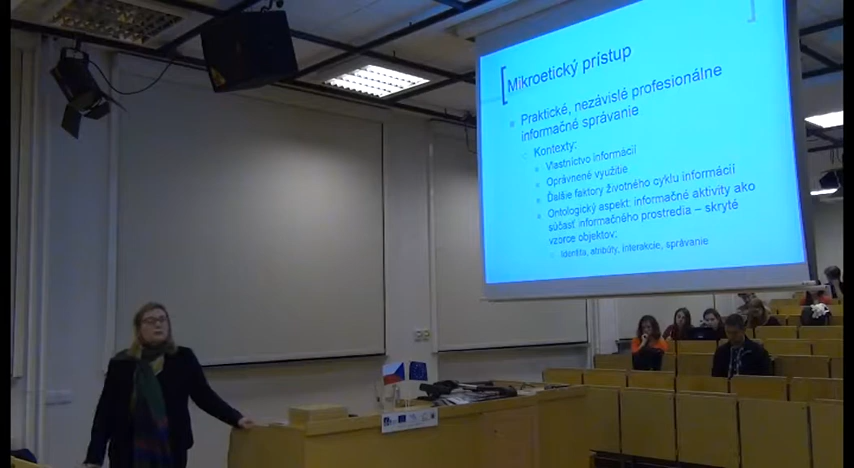 Mikroetický prístup
Praktické, nezávislé profesionálne
informačné správanie
Kontexty:
Vlastníctvo informácií
Oprávnené využitie
Ďalšie faktory životného cyklu informácií
Ontologický aspekt: informačné aktivity ako
súčasť informačného prostredia – skryté
vzorce objektov;
Identita, atribúty, interakcie, správanie